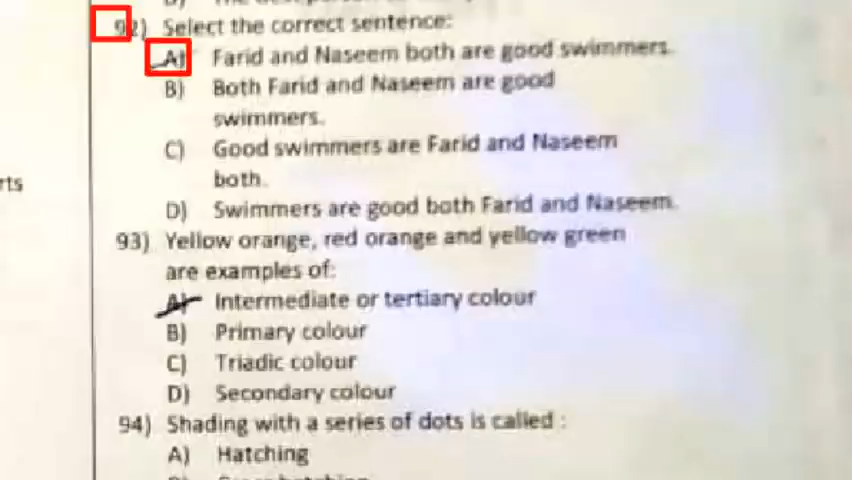 92) Select the correct sentence:
A) Farid and Naseem both are good swimmers.
B) Both Farid and Naseem are good
swimmers.
C) Good swimmers are Farid and Naseem
both.
rts
D) Swimmers are good both Farid and Naseem.
93) Yellow orange, red orange and yellow green
are examples of:
A) Intermediate or tertiary colour
B) Primary colour
C) Triadic colour
D) Secondary colour
94) Shading with a series of dots is called :
A) Hatching